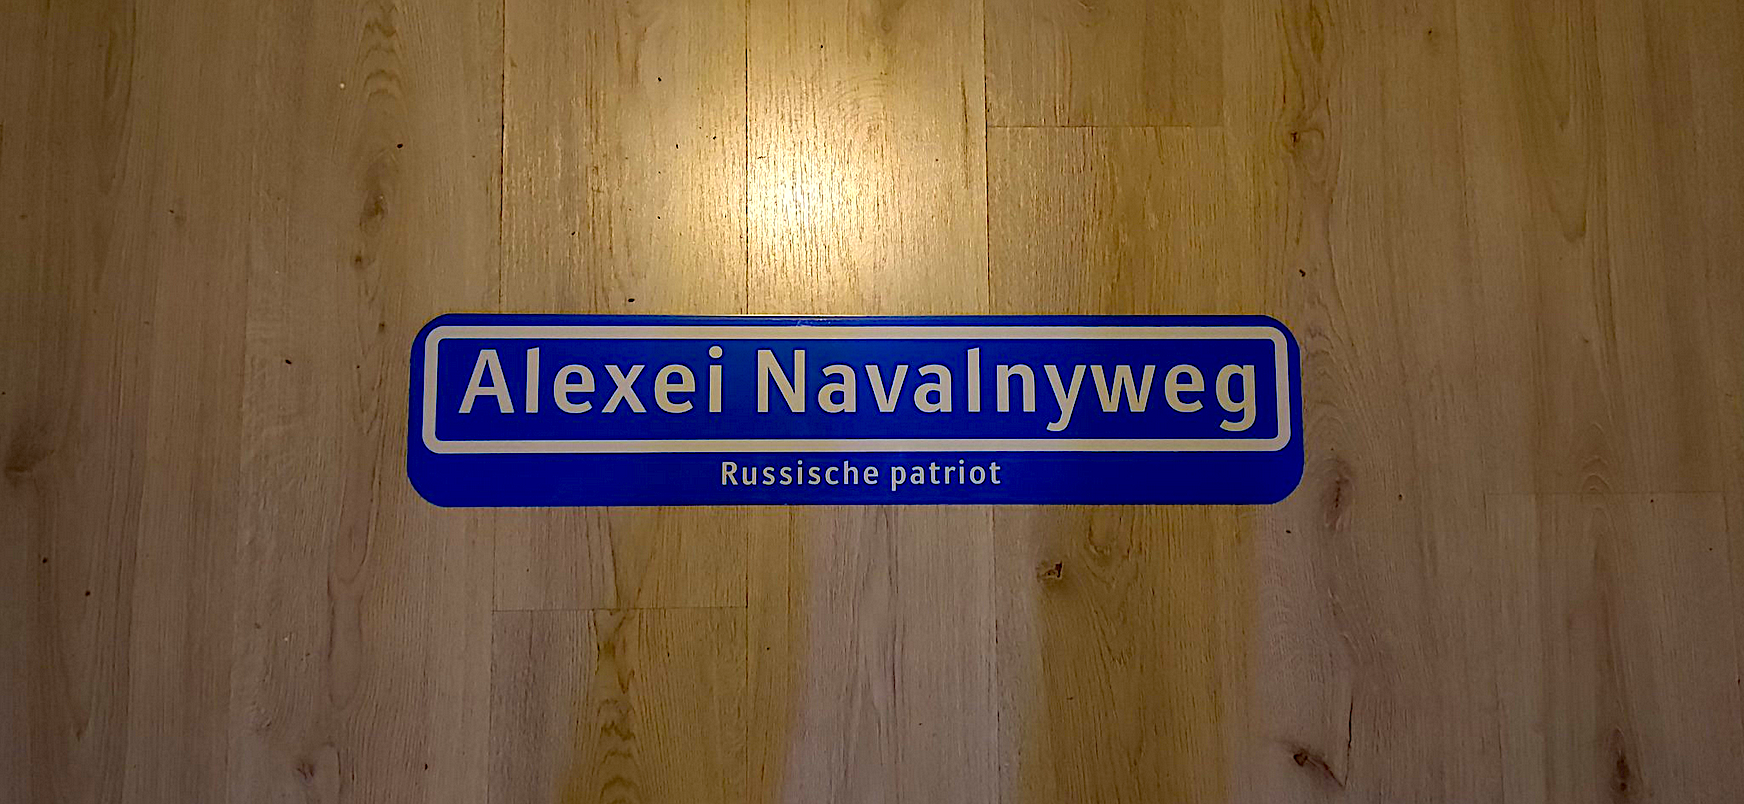 Alexei Navalnyweg
Russische patriot